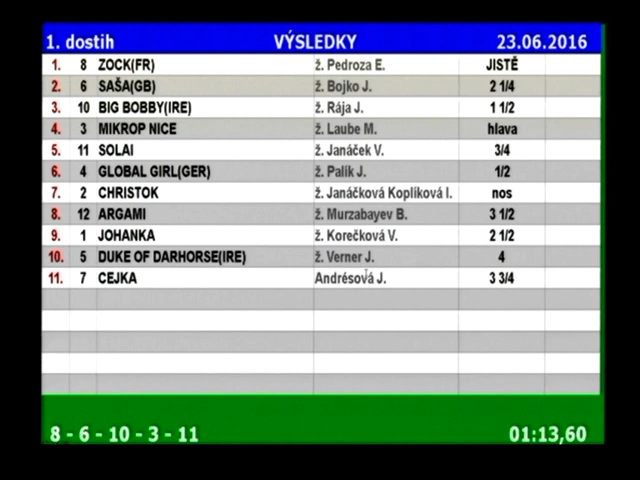 1. dostih VÝSLEDKY 23.06.2016
1. 8 ZOCK(FR) ž. Pedroza E. JISTĚ
2. 6 SAŠA(GB) ž. Bojko J. 2 1/4
3. 10 BIG BOBBY(IRE) ž. Rája J. 1 1/2
4. 3 MIKROP NICE ž. Laube M. hlava
5. 11 SOLAI ž. Janáček V. 3/4
6. 4 GLOBAL GIRL(GER) ž. Palík J. 1/2
7. 2 CHRISTOK ž. Janáčková Koplíková I. nos
8. 12 ARGAMI ž. Murzabayev B. 3 1/2
9. 1 JOHANKA ž. Korečková V. 2 1/2
10. 5 DUKE OF DARHORSE(IRE) ž. Verner J. 4
11. 7 CEJKA Andrésová J. 3 3/4
8 - 6 - 10 - 3 - 11 01:13,60